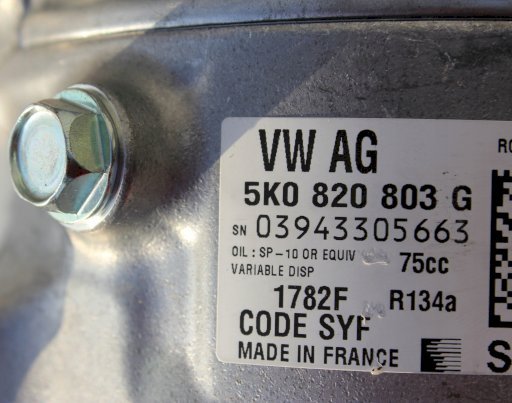 VW AG
5K0 820 803 G
SN 03943305663
OIL : SP-10 OR EQUIV 75cc
VARIABLE DISP
1782F R134a
CODE SYF
MADE IN FRANCE